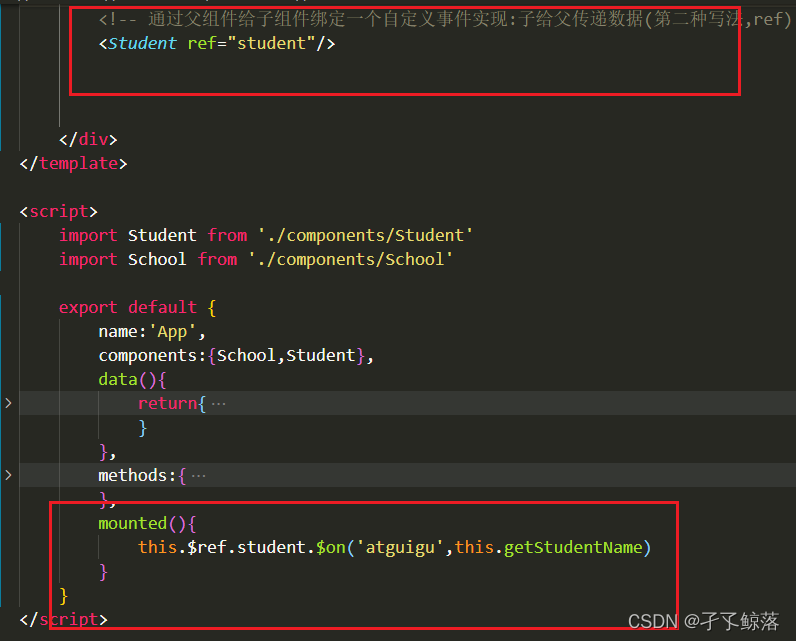 <!-- 通过父组件给子组件绑定一个自定义事件实现:子给父传递数据(第二种写法,ref)
<Student ref="student"/>
</div>
</template>
<script>
import Student from './components/Student'
import School from './components/School'
export default {
name:'App',
components:{School,Student},
data(){
return{ ···
}
},
methods:{ ···
},
mounted(){
this.$ref.student.$on('atguigu',this.getStudentName)
}
}
</script>
CSDN @孑孓鲸落